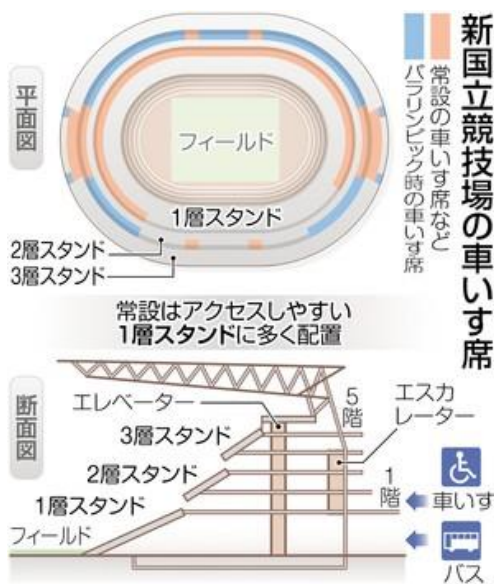 新国立競技場の車いす席
常設の車いす席など
パラリンピック時の車いす席
平面図
フィールド
1層スタンド
2層スタンド
3層スタンド
常設はアクセスしやすい
1層スタンドに多く配置
断面図
エレベーター
5階
エスカ
レーター
3層スタンド
2層スタンド
1層スタンド
1階
車いす
フィールド
バス